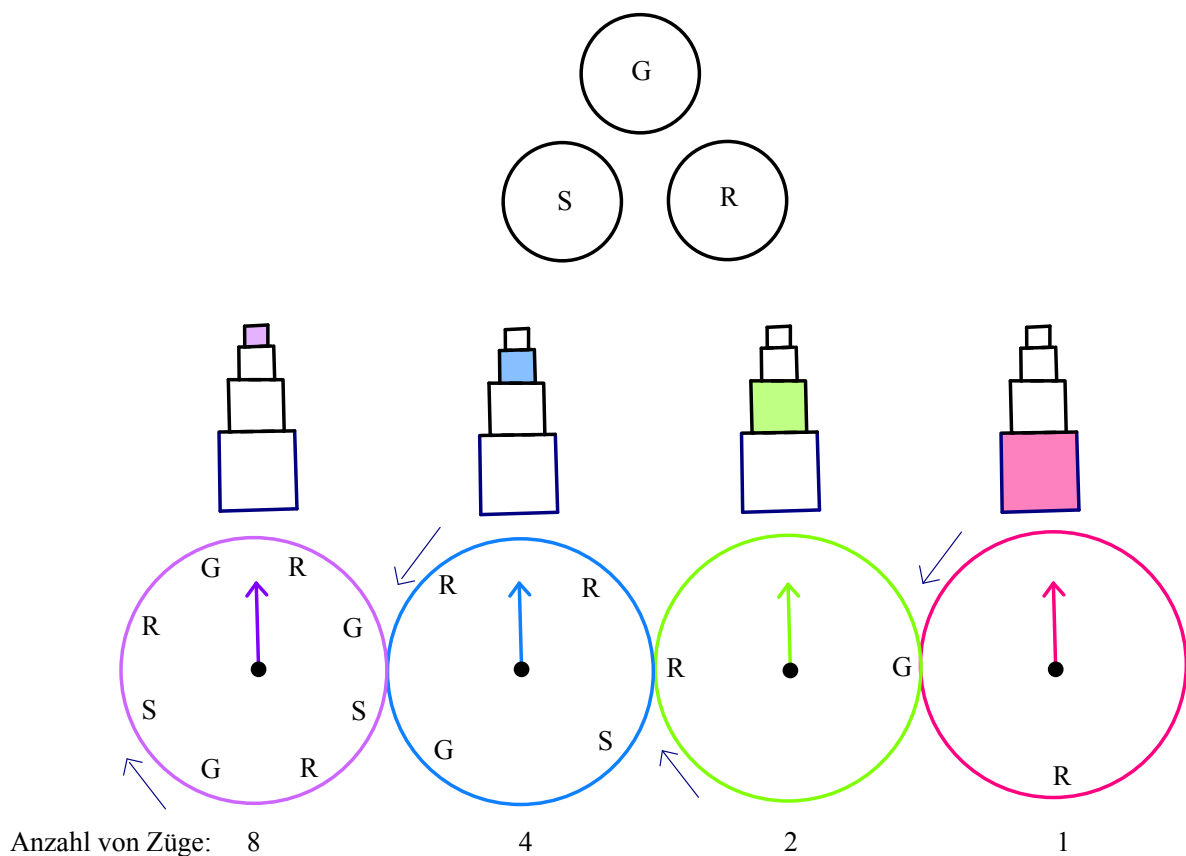 G
S R
G R R R
R G
R G
S S
G S
G R R
Anzahl von Züge: 8 4 2 1